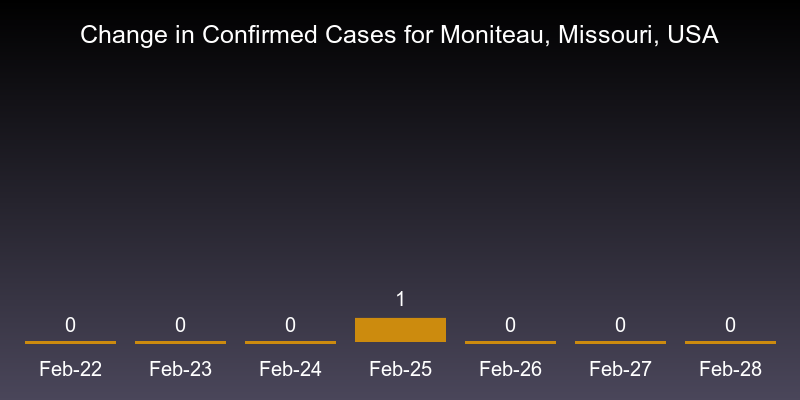 Change in Confirmed Cases for Moniteau, Missouri, USA
1
0 0 0 0 0 0
Feb-22 Feb-23 Feb-24 Feb-25 Feb-26 Feb-27 Feb-28